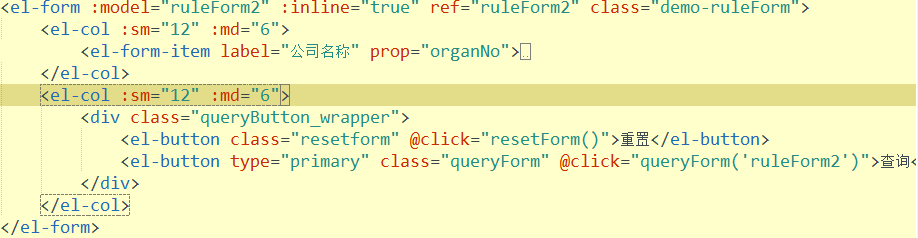 <el-form :model="ruleForm2" :inline="true" ref="ruleForm2" class="demo-ruleForm">
<el-col :sm="12" :md="6">
<el-form-item label="公司名称" prop="organNo">
</el-col>
<el-col :sm="12" :md="6">
<div class="queryButton_wrapper">
<el-button class="resetform" @click="resetForm()">重置</el-button>
<el-button type="primary" class="queryForm" @click="queryForm('ruleForm2')">查询<
</div>
</el-col>
</el-form>